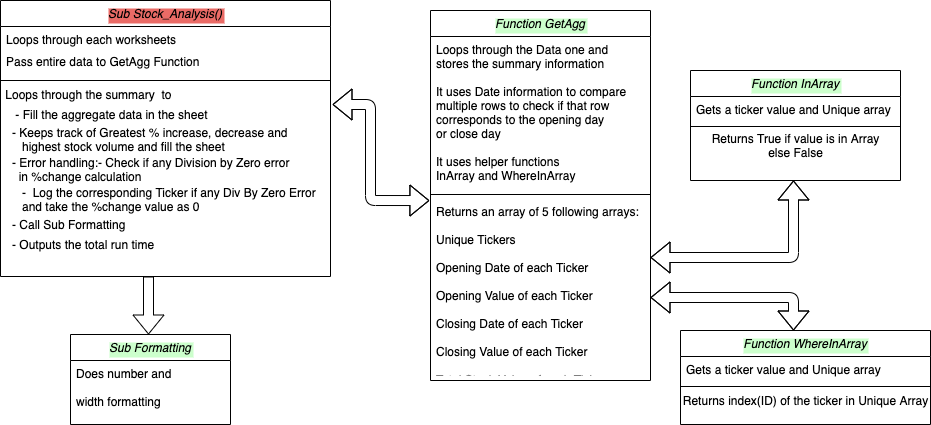 Sub Stock_Analysis()
Loops through each worksheets
Pass entire data to GetAgg Function
Loops through the summary to
- Fill the aggregate data in the sheet
- Keeps track of Greatest % increase, decrease and
highest stock volume and fill the sheet
- Error handling:- Check if any Division by Zero error
in %change calculation
- Log the corresponding Ticker if any Div By Zero Error
and take the %change value as 0
- Call Sub Formatting
- Outputs the total run time
Sub Formatting
Does number and
width formatting
Function GetAgg
Loops through the Data one and
stores the summary information
It uses Date information to compare
multiple rows to check if that row
corresponds to the opening day
or close day
It uses helper functions
InArray and WhereInArray
Returns an array of 5 following arrays:
Unique Tickers
Opening Date of each Ticker
Opening Value of each Ticker
Closing Date of each Ticker
Closing Value of each Ticker
Function InArray
Gets a ticker value and Unique array
Returns True if value is in Array
else False
Function WhereInArray
Gets a ticker value and Unique array
Returns index(ID) of the ticker in Unique Array